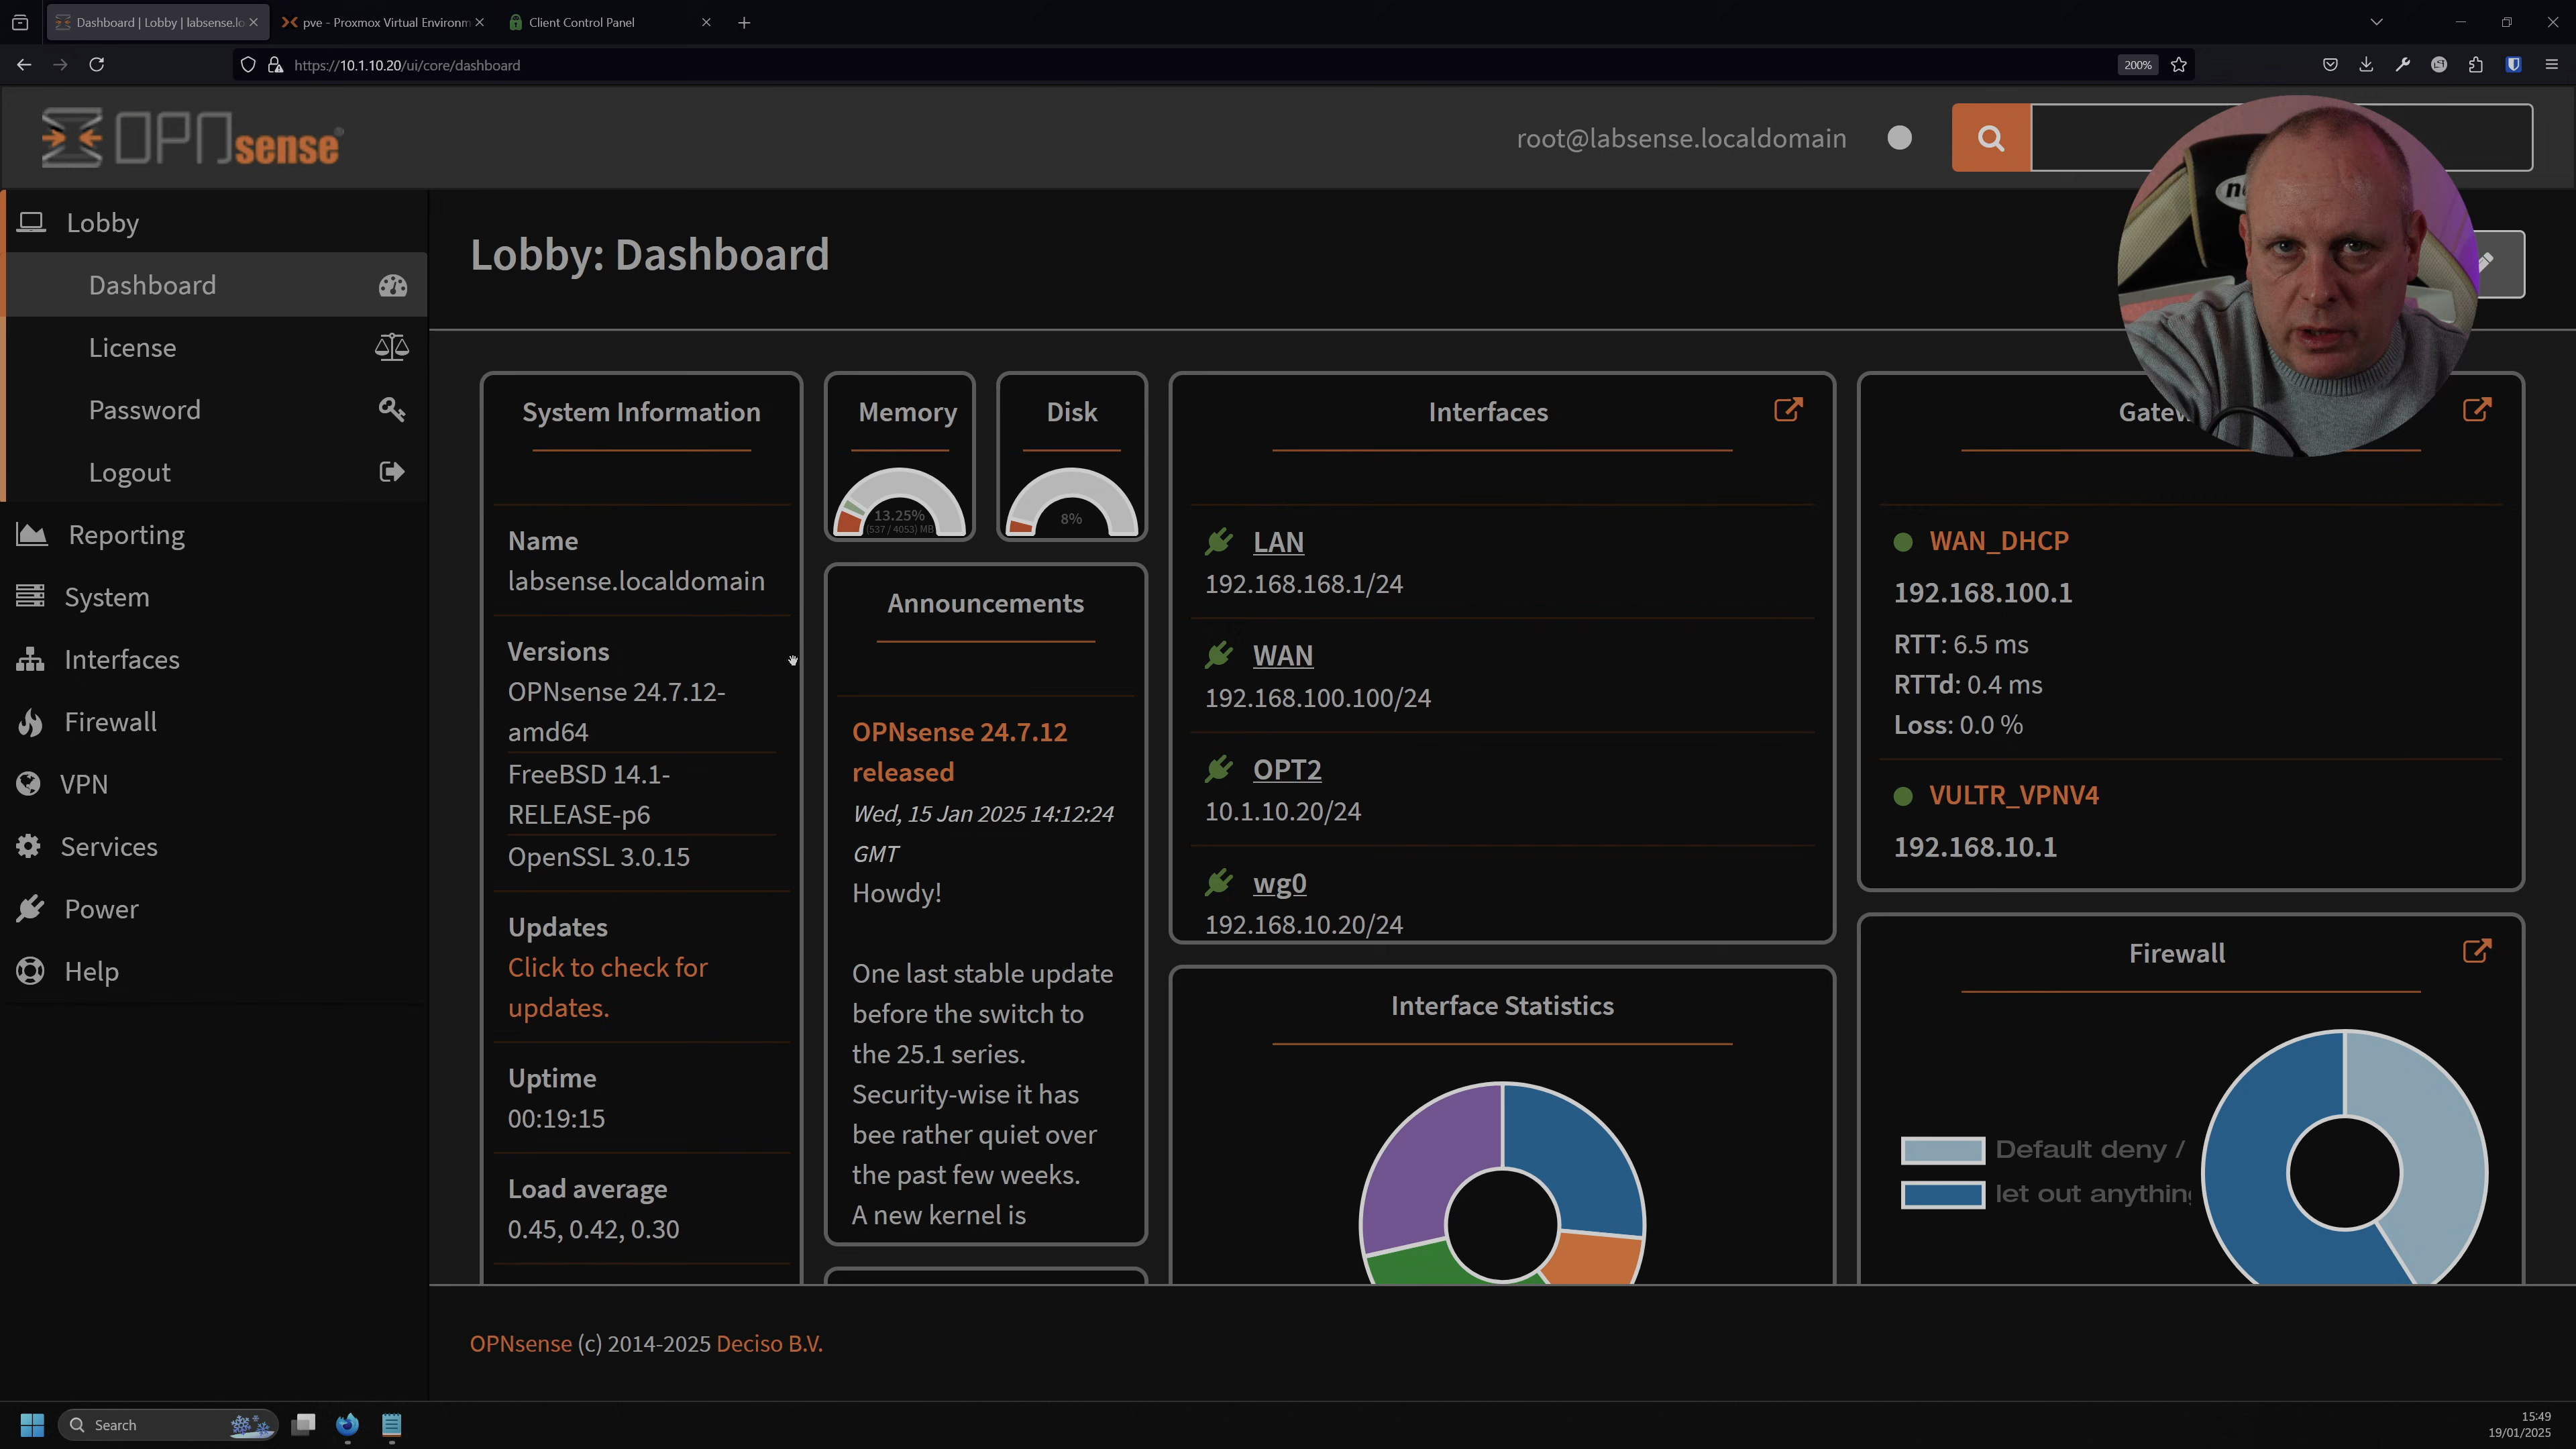 Dashboard | Lobby | labsense.lo
pve - Proxmox Virtual Environm
Client Control Panel
https://10.1.10.20/ui/core/dashboard
200%
OPNsense
root@labsense.localdomain
Lobby
Dashboard
License
Password
Logout
Reporting
System
Interfaces
Firewall
VPN
Services
Power
Help
Lobby: Dashboard
System Information
Name
labsense.localdomain
Versions
OPNsense 24.7.12-
amd64
FreeBSD 14.1-
RELEASE-p6
OpenSSL 3.0.15
Updates
Click to check for
updates.
Uptime
00:19:15
Load average
0.45, 0.42, 0.30
Memory
13.25%
(537 / 4053) MB
Disk
8%
Announcements
OPNsense 24.7.12
released
Wed, 15 Jan 2025 14:12:24
GMT
Howdy!
One last stable update
before the switch to
the 25.1 series.
Security-wise it has
bee rather quiet over
the past few weeks.
A new kernel is
Interfaces
LAN
192.168.168.1/24
WAN
192.168.100.100/24
OPT2
10.1.10.20/24
wg0
192.168.10.20/24
Interface Statistics
Gatew
WAN_DHCP
192.168.100.1
RTT: 6.5 ms
RTTd: 0.4 ms
Loss: 0.0 %
VULTR_VPNV4
192.168.10.1
Firewall
Default deny /
let out anythin
OPNsense (c) 2014-2025 Deciso B.V.
Search
15:49
19/01/2025